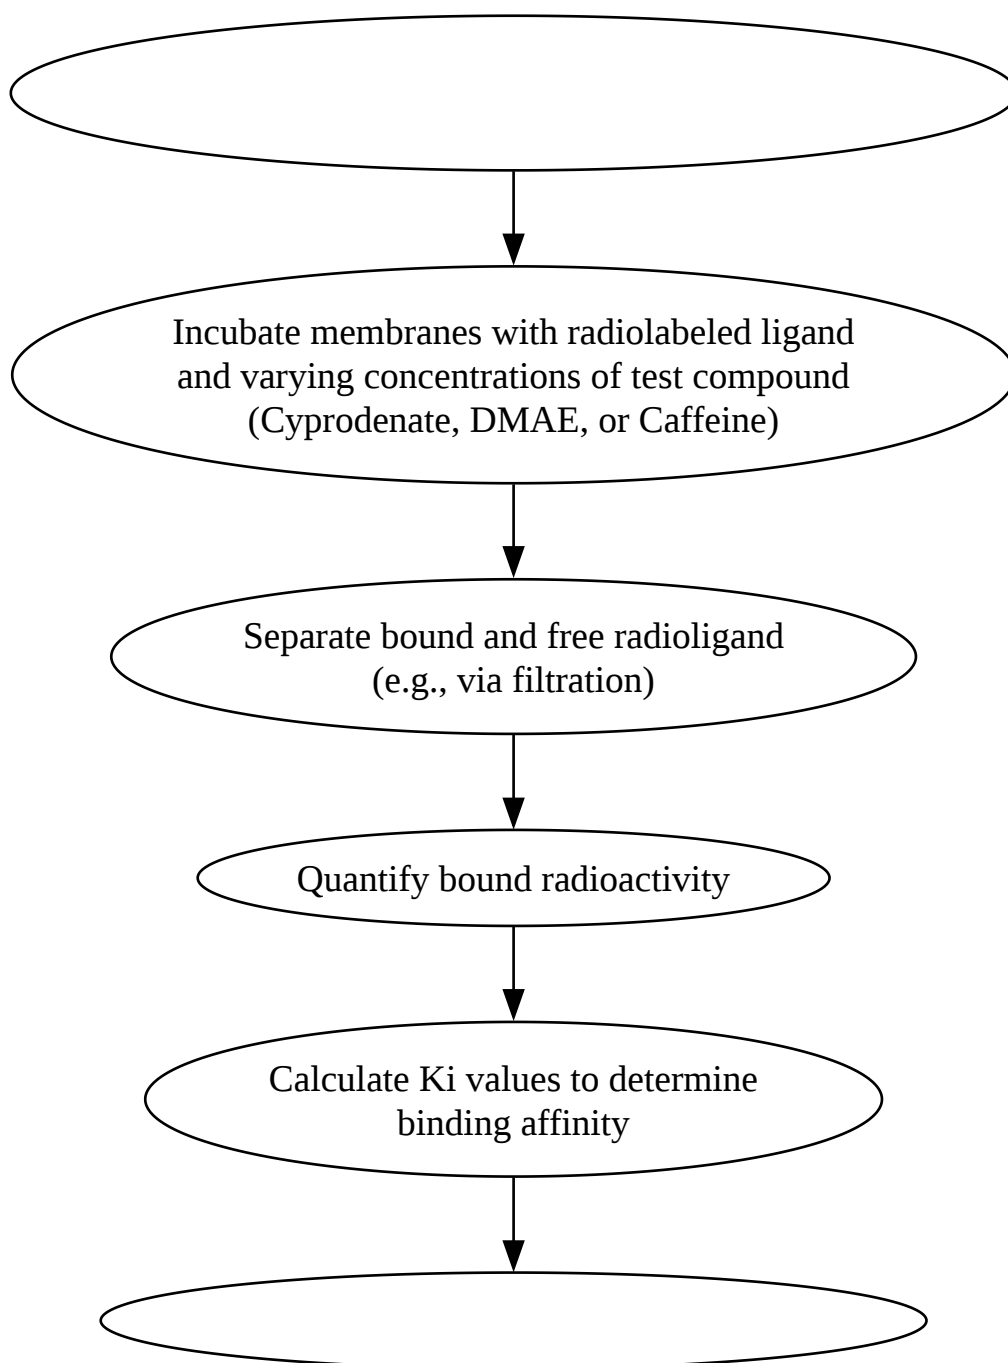 Incubate membranes with radiolabeled ligand
and varying concentrations of test compound
(Cyprodenate, DMAE, or Caffeine)
Separate bound and free radioligand
(e.g., via filtration)
Quantify bound radioactivity
Calculate Ki values to determine
binding affinity